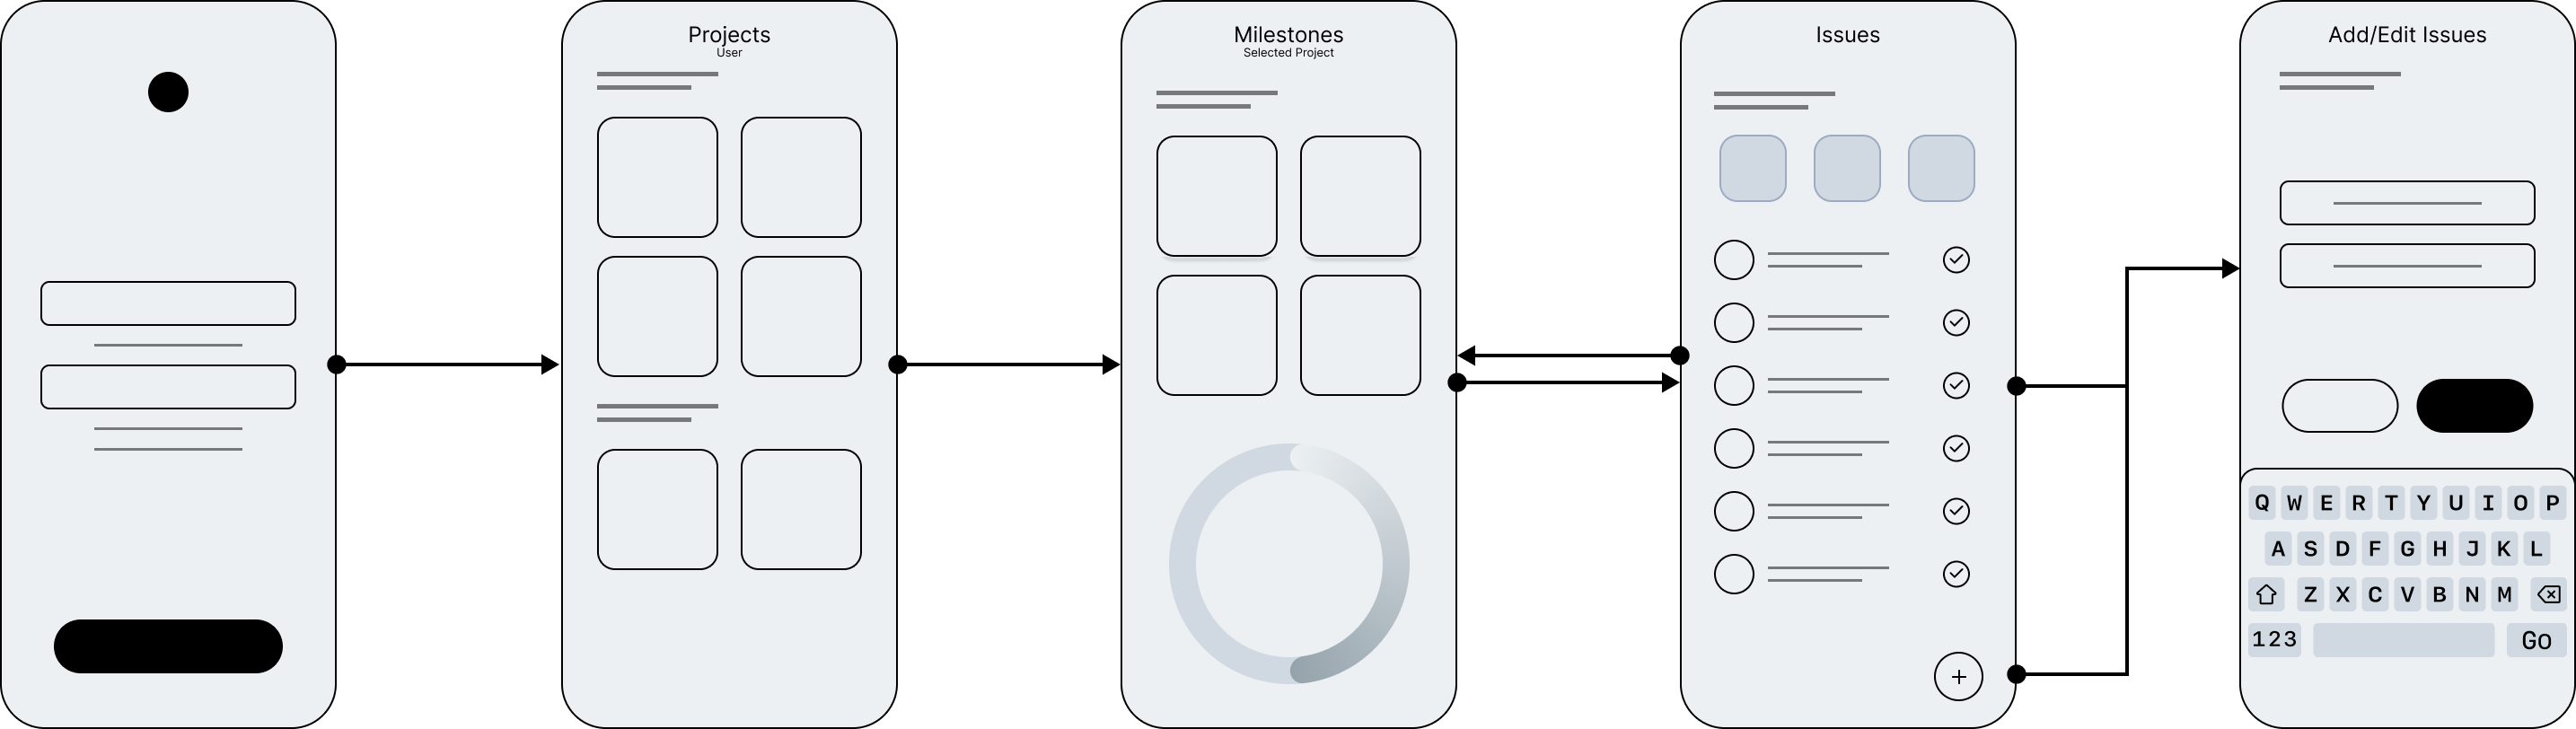 Projects
User
Milestones
Selected Project
Issues
Add/Edit Issues
Q W E R T Y U I O P
A S D F G H J K L
Z X C V B N M
123 Go